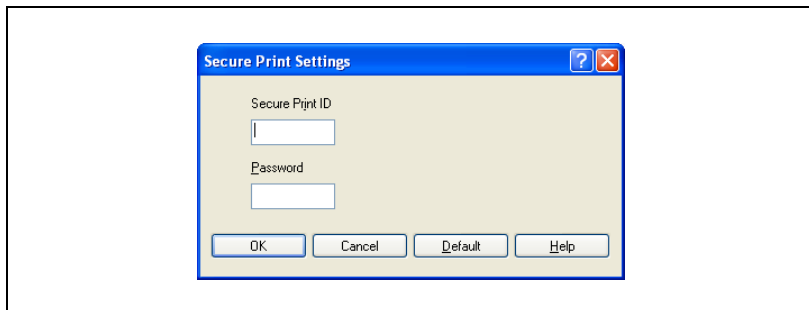 Secure Print Settings
Secure Print ID
Password
OK Cancel Default Help